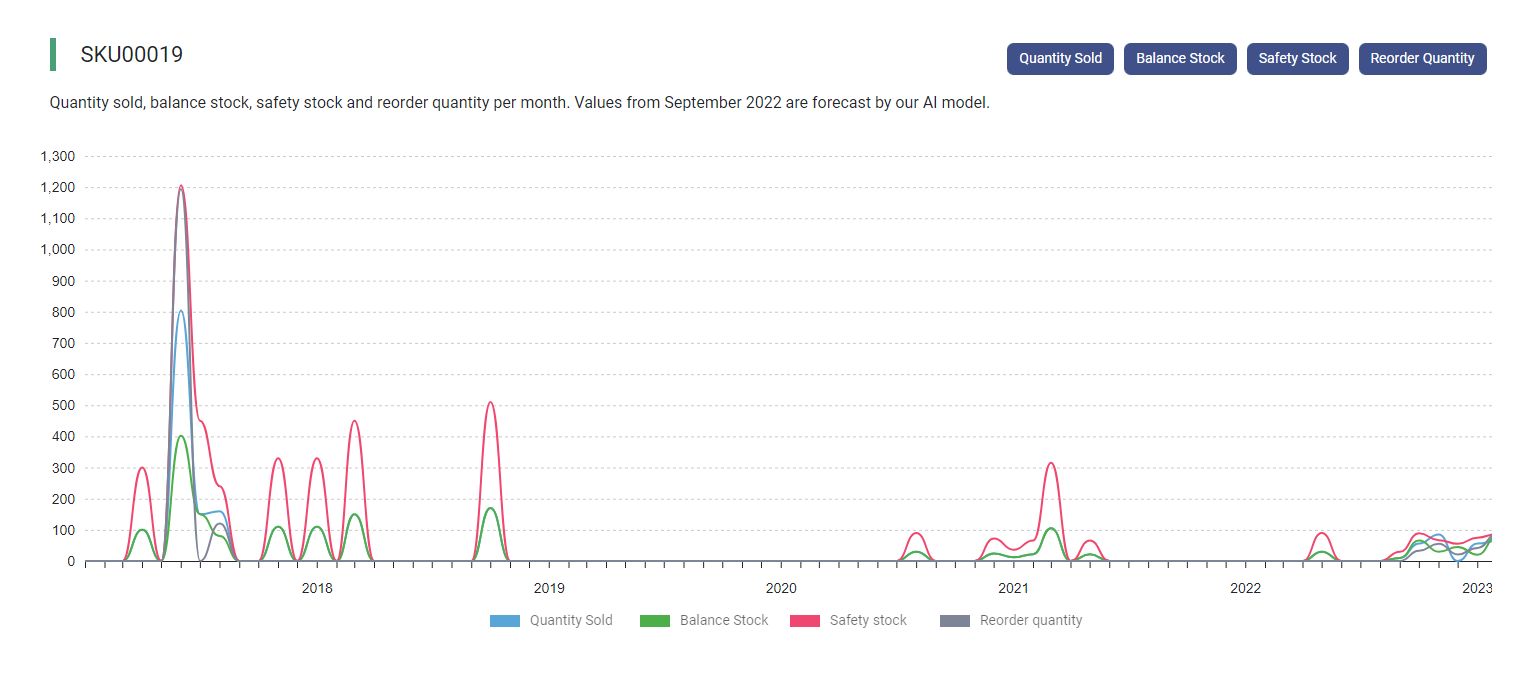 SKU00019
Quantity Sold
Balance Stock
Safety Stock
Reorder Quantity
Quantity sold, balance stock, safety stock and reorder quantity per month. Values from September 2022 are forecast by our AI model.
1,300
1,200
1,100
1,000
900
800
700
600
500
400
300
200
100
0
2018 2019 2020 2021 2022 2023
Quantity Sold Balance Stock Safety stock Reorder quantity